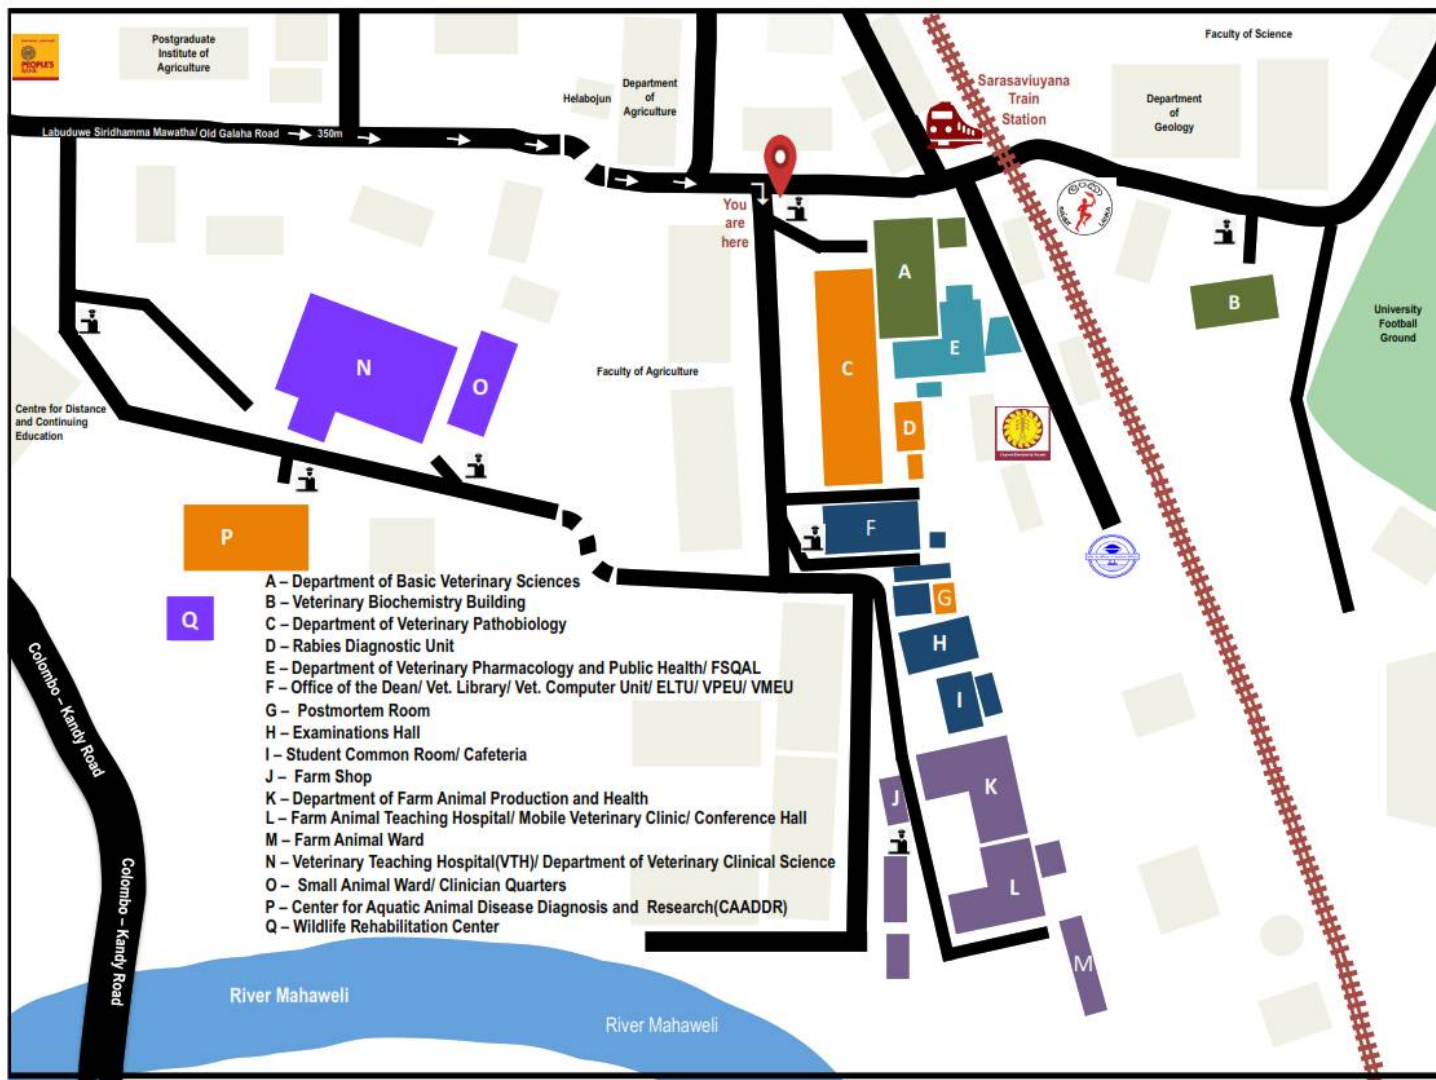 PEOPLE'S
BANK
Postgraduate
Institute of
Agriculture
Helabojun
Department
of
Agriculture
Sarasaviuyana
Train
Station
Faculty of Science
Department
of
Geology
Labuduwe Siridhamma Mawatha/ Old Galaha Road
350m
You
are
here
A
B
University
Football
Ground
E
C
D
Faculty of Agriculture
N
O
Centre for Distance
and Continuing
Education
P
F
Q
G
H
I
J
K
L
M
A – Department of Basic Veterinary Sciences
B – Veterinary Biochemistry Building
C – Department of Veterinary Pathobiology
D – Rabies Diagnostic Unit
E – Department of Veterinary Pharmacology and Public Health/ FSQAL
F – Office of the Dean/ Vet. Library/ Vet. Computer Unit/ ELTU/ VPEU/ VMEU
G – Postmortem Room
H – Examinations Hall
I – Student Common Room/ Cafeteria
J – Farm Shop
K – Department of Farm Animal Production and Health
L – Farm Animal Teaching Hospital/ Mobile Veterinary Clinic/ Conference Hall
M – Farm Animal Ward
N – Veterinary Teaching Hospital(VTH)/ Department of Veterinary Clinical Science
O – Small Animal Ward/ Clinician Quarters
P – Center for Aquatic Animal Disease Diagnosis and Research(CAADDR)
Q – Wildlife Rehabilitation Center
Colombo – Kandy Road
Colombo – Kandy Road
River Mahaweli
River Mahaweli